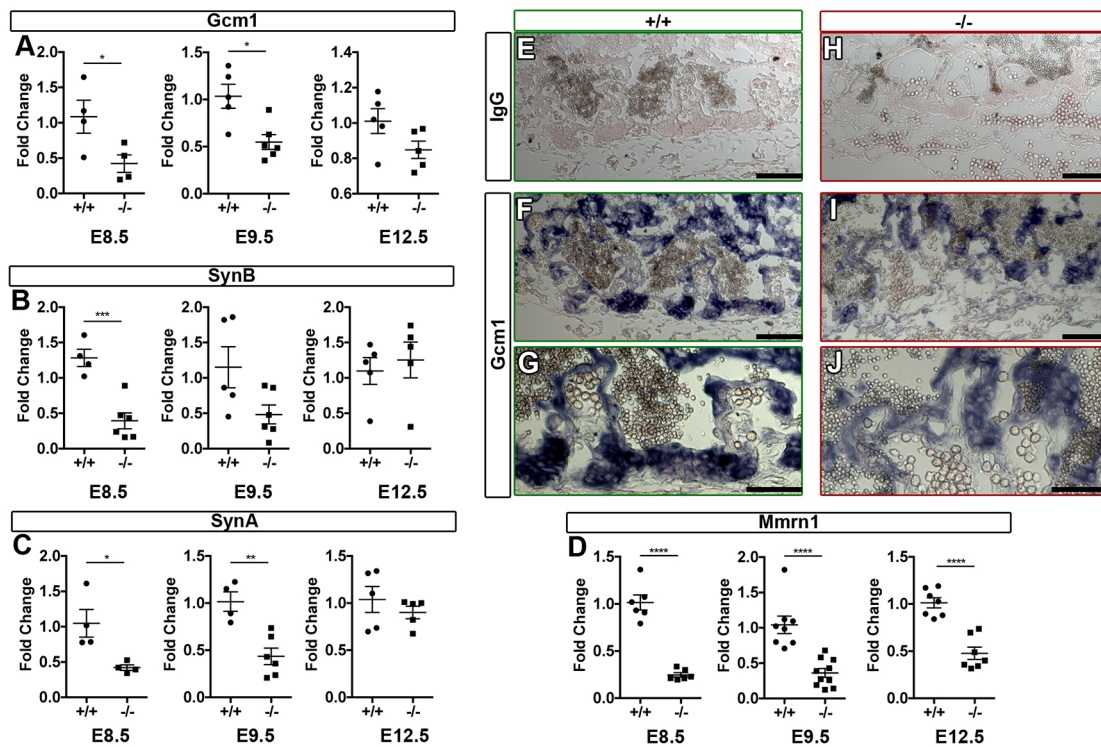 Gcm1
A
Fold Change
2.0
1.5
1.0
0.5
0.0
*
+/+
-/-
E8.5
Fold Change
1.5
1.0
0.5
0.0
*
+/+
-/-
E9.5
Fold Change
1.4
1.2
1.0
0.8
0.6
+/+
-/-
E12.5
SynB
B
Fold Change
2.0
1.5
1.0
0.5
0.0
***
+/+
-/-
E8.5
Fold Change
2.0
1.5
1.0
0.5
0.0
+/+
-/-
E9.5
Fold Change
2.0
1.5
1.0
0.5
0.0
+/+
-/-
E12.5
SynA
C
Fold Change
2.0
1.5
1.0
0.5
0.0
*
+/+
-/-
E8.5
Fold Change
1.5
1.0
0.5
0.0
**
+/+
-/-
E9.5
Fold Change
1.5
1.0
0.5
0.0
+/+
-/-
E12.5
+/+
-/-
IgG
E
H
Gcm1
F
I
G
J
Mmrn1
D
Fold Change
1.5
1.0
0.5
0.0
****
+/+
-/-
E8.5
Fold Change
2.0
1.5
1.0
0.5
0.0
****
+/+
-/-
E9.5
Fold Change
1.5
1.0
0.5
0.0
****
+/+
-/-
E12.5